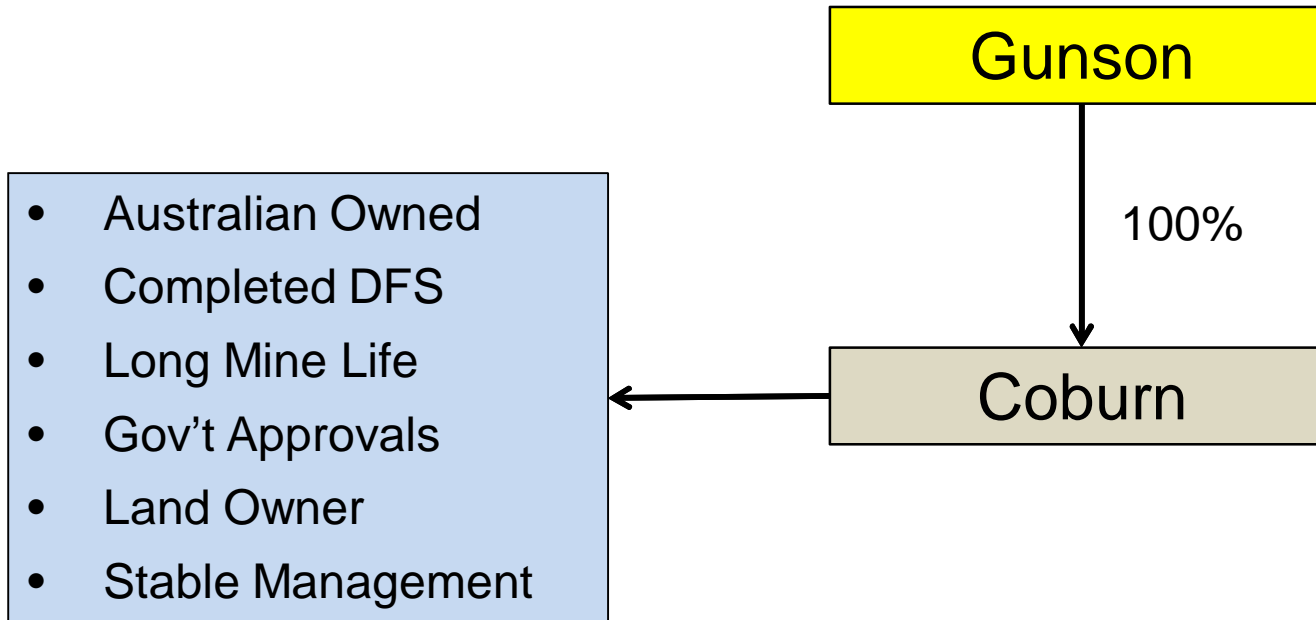 Gunson
100%
Coburn
• Australian Owned
• Completed DFS
• Long Mine Life
• Gov’t Approvals
• Land Owner
• Stable Management